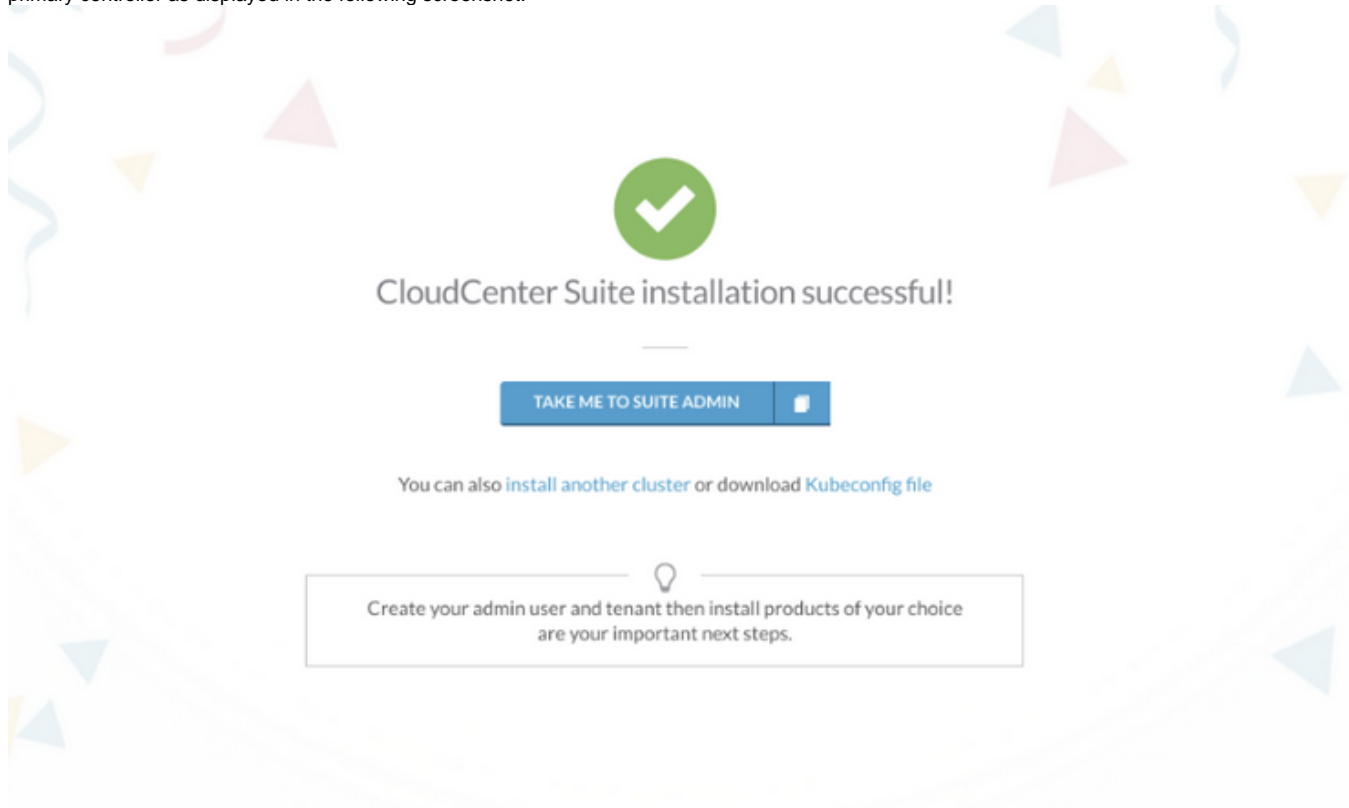 primary controller as displayed in the following screenshot.
CloudCenter Suite installation successful!
TAKE ME TO SUITE ADMIN
You can also install another cluster or download Kubeconfig file
Create your admin user and tenant then install products of your choice
are your important next steps.